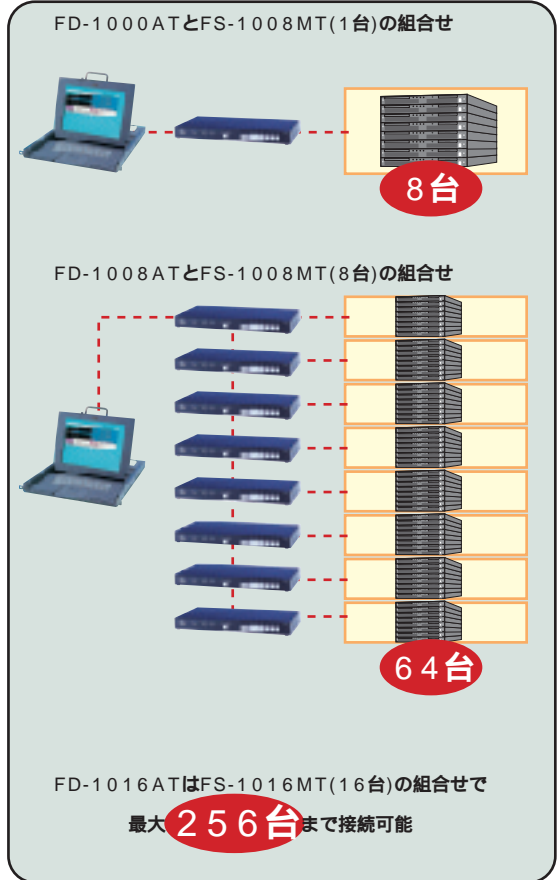 FD-1000ATとFS-1008MT(1台)の組合せ
8台
FD-1008ATとFS-1008MT(8台)の組合せ
64台
FD-1016ATはFS-1016MT(16台)の組合せで
最大256台まで接続可能